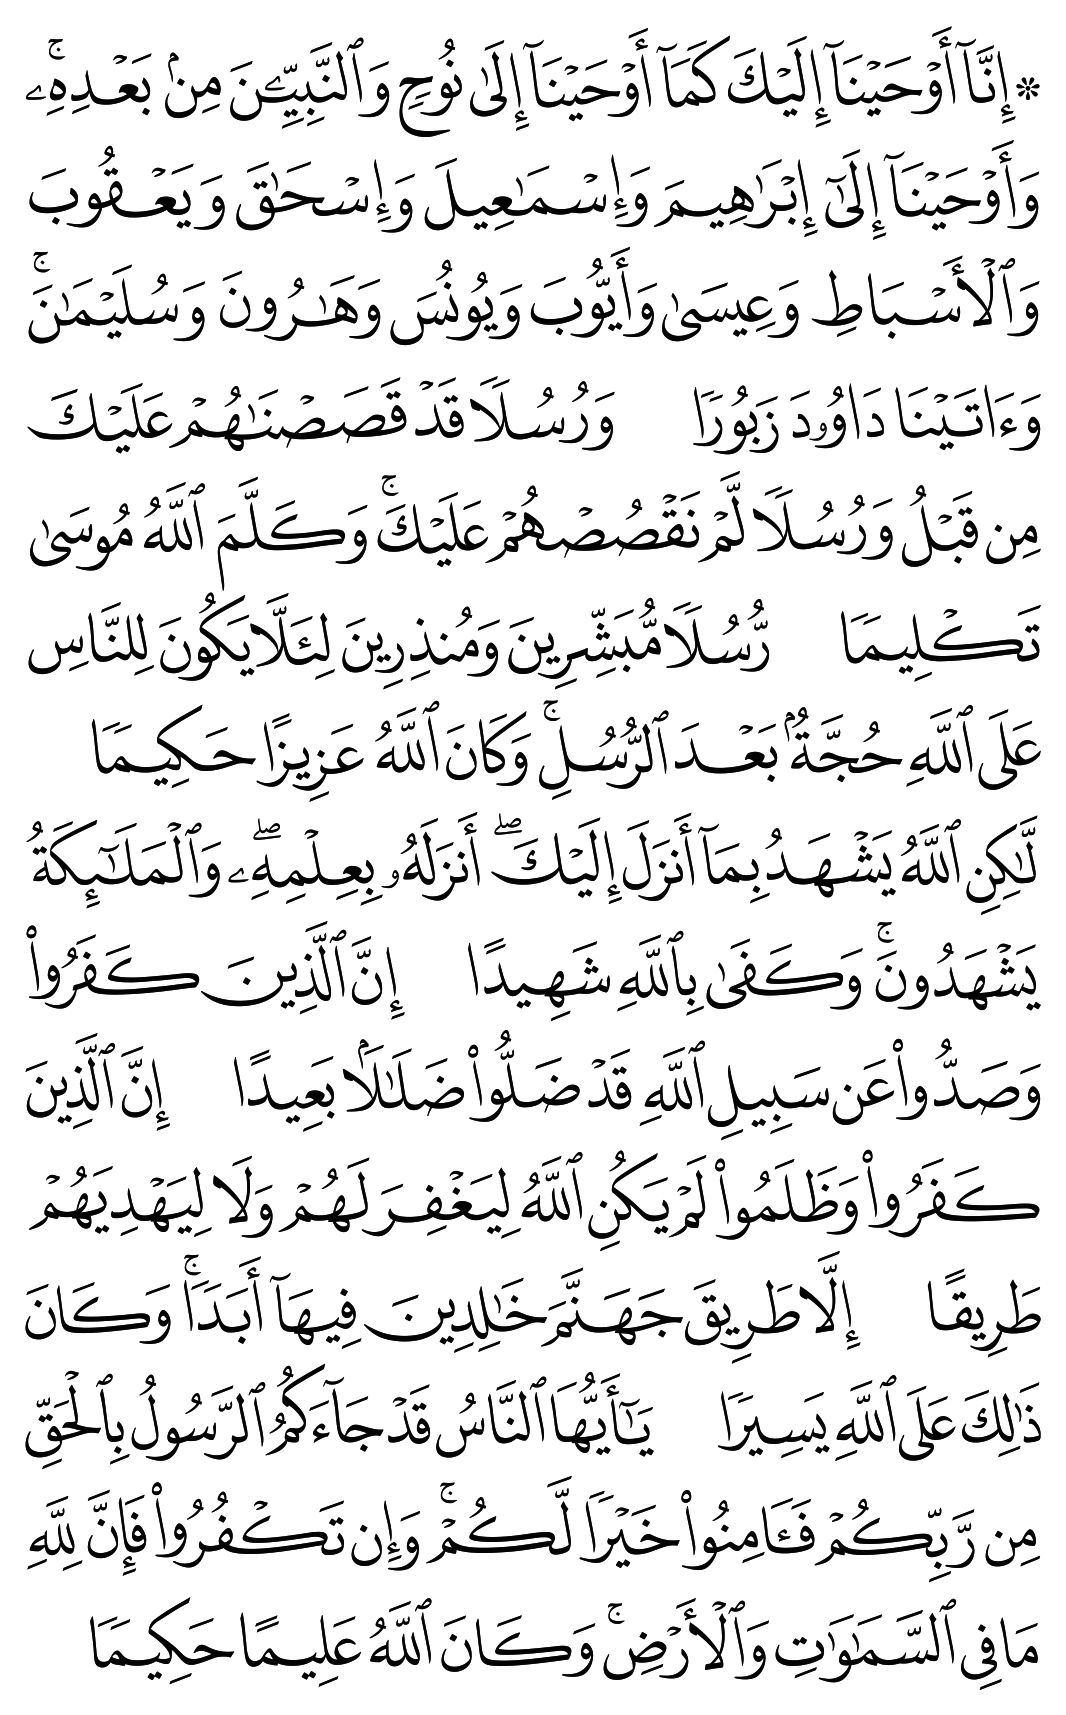 ۞ إِنَّآ أَوۡحَيۡنَآ إِلَيۡكَ كَمَآ أَوۡحَيۡنَآ إِلَىٰ نُوحٖ وَٱلنَّبِيِّـۧنَ مِنۢ بَعۡدِهِۦۚ
وَأَوۡحَيۡنَآ إِلَىٰٓ إِبۡرَٰهِيمَ وَإِسۡمَٰعِيلَ وَإِسۡحَٰقَ وَيَعۡقُوبَ
وَٱلۡأَسۡبَاطِ وَعِيسَىٰ وَأَيُّوبَ وَيُونُسَ وَهَٰرُونَ وَسُلَيۡمَٰنَۚ
وَءَاتَيۡنَا دَاوُۥدَ زَبُورٗا وَرُسُلٗا قَدۡ قَصَصۡنَٰهُمۡ عَلَيۡكَ
مِن قَبۡلُ وَرُسُلٗا لَّمۡ نَقۡصُصۡهُمۡ عَلَيۡكَۚ وَكَلَّمَ ٱللَّهُ مُوسَىٰ
تَكۡلِيمٗا رُّسُلٗا مُّبَشِّرِينَ وَمُنذِرِينَ لِئَلَّا يَكُونَ لِلنَّاسِ
عَلَى ٱللَّهِ حُجَّةُۢ بَعۡدَ ٱلرُّسُلِۚ وَكَانَ ٱللَّهُ عَزِيزًا حَكِيمٗا
لَّٰكِنِ ٱللَّهُ يَشۡهَدُ بِمَآ أَنزَلَ إِلَيۡكَۖ أَنزَلَهُۥ بِعِلۡمِهِۦۖ وَٱلۡمَلَٰٓئِكَةُ
يَشۡهَدُونَۚ وَكَفَىٰ بِٱللَّهِ شَهِيدًا إِنَّ ٱلَّذِينَ كَفَرُواْ
وَصَدُّواْ عَن سَبِيلِ ٱللَّهِ قَدۡ ضَلُّواْ ضَلَٰلَۢا بَعِيدًا إِنَّ ٱلَّذِينَ
كَفَرُواْ وَظَلَمُواْ لَمۡ يَكُنِ ٱللَّهُ لِيَغۡفِرَ لَهُمۡ وَلَا لِيَهۡدِيَهُمۡ
طَرِيقًا إِلَّا طَرِيقَ جَهَنَّمَ خَٰلِدِينَ فِيهَآ أَبَدٗاۚ وَكَانَ
ذَٰلِكَ عَلَى ٱللَّهِ يَسِيرٗا يَٰٓأَيُّهَا ٱلنَّاسُ قَدۡ جَآءَكُمُ ٱلرَّسُولُ بِٱلۡحَقِّ
مِن رَّبِّكُمۡ فَـَٔامِنُواْ خَيۡرٗا لَّكُمۡۚ وَإِن تَكۡفُرُواْ فَإِنَّ لِلَّهِ
مَا فِي ٱلسَّمَٰوَٰتِ وَٱلۡأَرۡضِۚ وَكَانَ ٱللَّهُ عَلِيمًا حَكِيمٗا